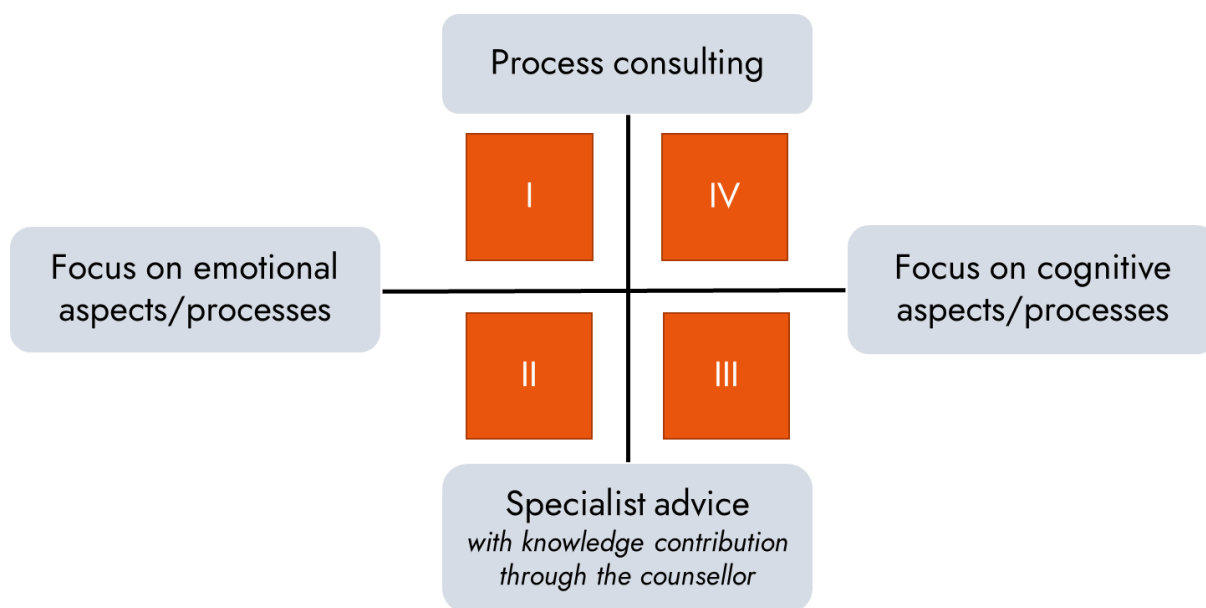 Process consulting
I
IV
Focus on emotional
aspects/processes
Focus on cognitive
aspects/processes
II
III
Specialist advice
with knowledge contribution
through the counsellor